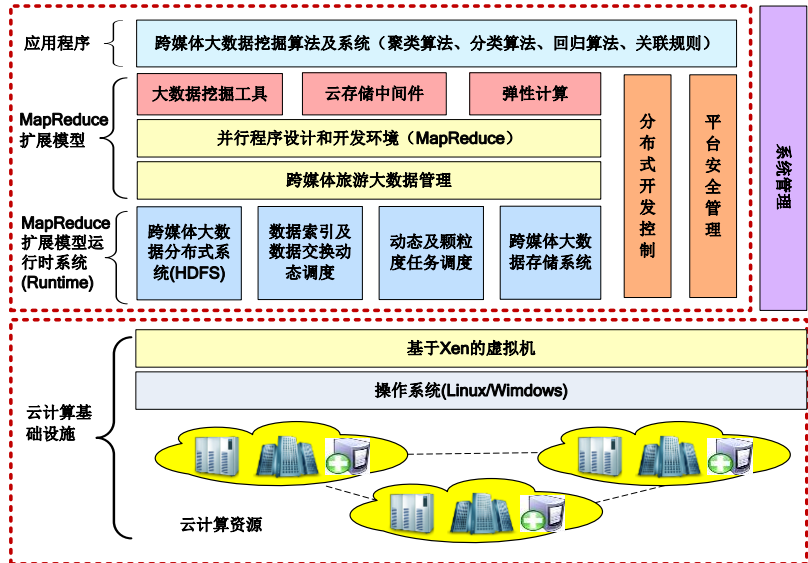 应用程序
跨媒体大数据挖掘算法及系统（聚类算法、分类算法、回归算法、关联规则）
MapReduce
扩展模型
大数据挖掘工具
云存储中间件
弹性计算
并行程序设计和开发环境（MapReduce）
跨媒体旅游大数据管理
MapReduce
扩展模型运
行时系统
(Runtime)
跨媒体大数
据分布式系
统(HDFS)
数据索引及
数据交换动
态调度
动态及颗粒
度任务调度
跨媒体大数
据存储系统
分布式开发控制
平台安全管理
系统管理
云计算基
础设施
基于Xen的虚拟机
操作系统(Linux/Wimdows)
云计算资源